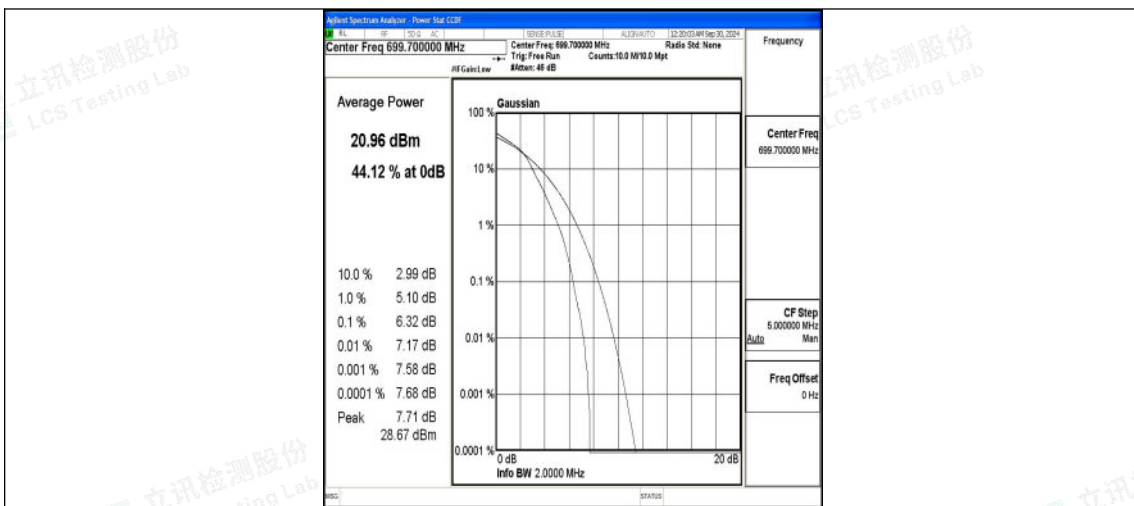 Agilent Spectrum Analyzer - Power Stat CCDF
RL RF 50 Ω AC SENSE:PULSE ALIGNAUTO 12:20:03 AM Sep 30, 2024
Center Freq 699.700000 MHz
Center Freq: 699.700000 MHz Radio Std: None
Trig: Free Run Counts:10.0 M/10.0 Mpt
#IFGain:Low #Atten: 46 dB
Frequency
Average Power
20.96 dBm
44.12 % at 0dB
10.0 % 2.99 dB
1.0 % 5.10 dB
0.1 % 6.32 dB
0.01 % 7.17 dB
0.001 % 7.58 dB
0.0001 % 7.68 dB
Peak 7.71 dB
28.67 dBm
Gaussian
100 %
10 %
1 %
0.1 %
0.01 %
0.001 %
0.0001 %
0 dB 20 dB
Info BW 2.0000 MHz
Center Freq
699.700000 MHz
CF Step
5.000000 MHz
Auto Man
Freq Offset
0 Hz
MSG STATUS
立讯检测股份
LCS Testing Lab
立讯检测股份
LCS Testing Lab
立讯检测股份
立讯